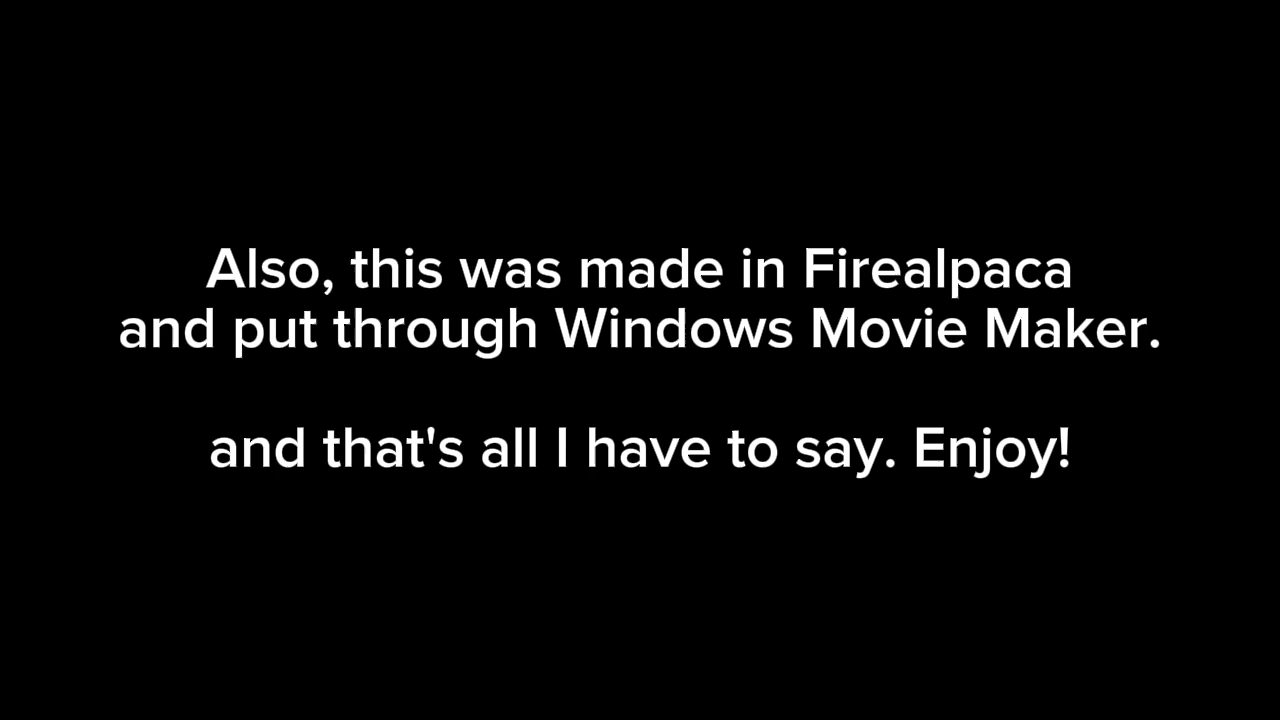 Also, this was made in Firealpaca
and put through Windows Movie Maker.
and that's all I have to say. Enjoy!